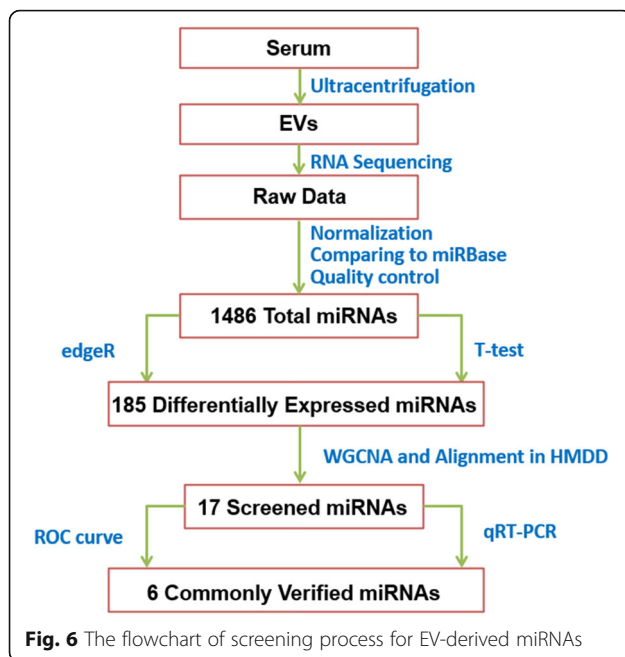 Serum
Ultracentrifugation
EVs
RNA Sequencing
Raw Data
Normalization
Comparing to miRBase
Quality control
1486 Total miRNAs
edgeR
T-test
185 Differentially Expressed miRNAs
WGCNA and Alignment in HMDD
17 Screened miRNAs
ROC curve
qRT-PCR
6 Commonly Verified miRNAs
Fig. 6 The flowchart of screening process for EV-derived miRNAs